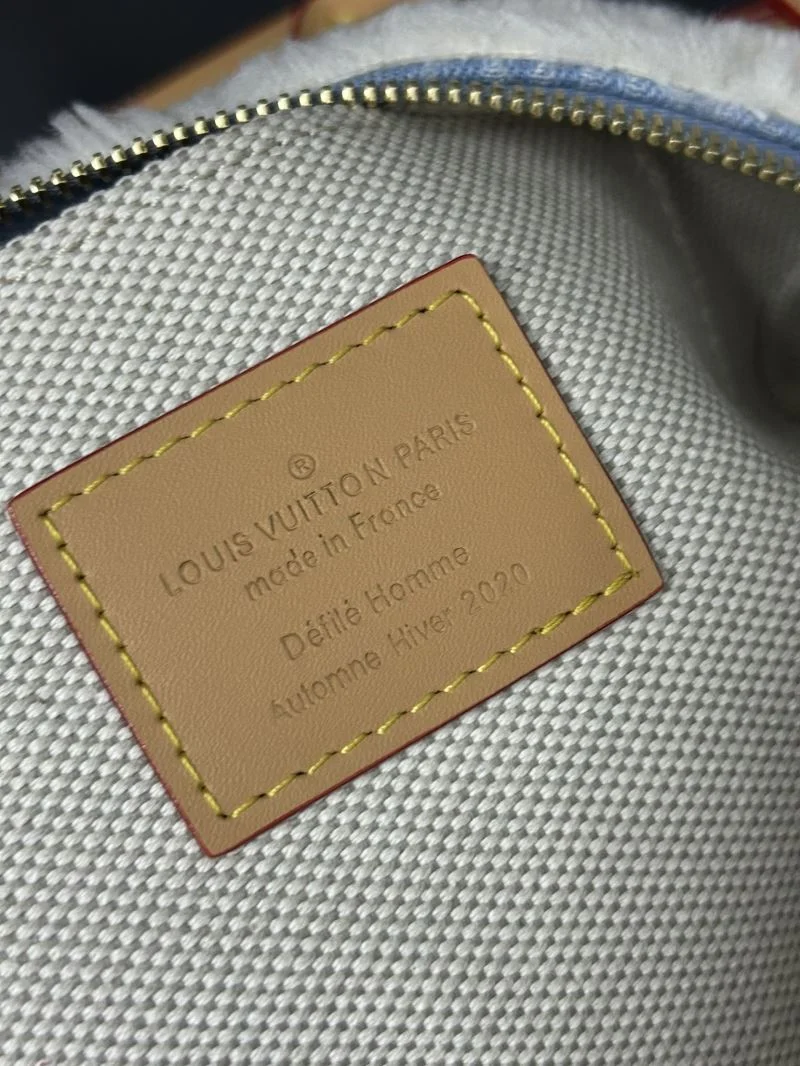 ®
LOUIS VUITTON PARIS
made in France
Défilé Homme
Automne Hiver 2020